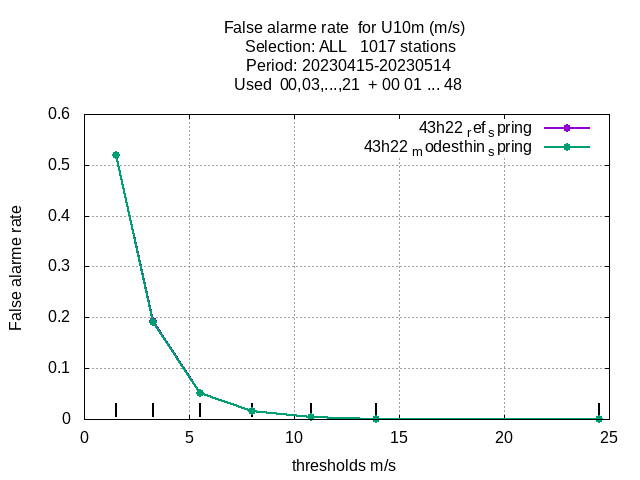 False alarme rate  for U10m (m/s)
Selection: ALL   1017 stations
Period: 20230415-20230514
Used  00,03,...,21  + 00 01 ... 48
43h22 ref spring
43h22 modesthin spring
0.6
0.5
0.4
0.3
0.2
0.1
0
False alarme rate
0 5 10 15 20 25
thresholds m/s